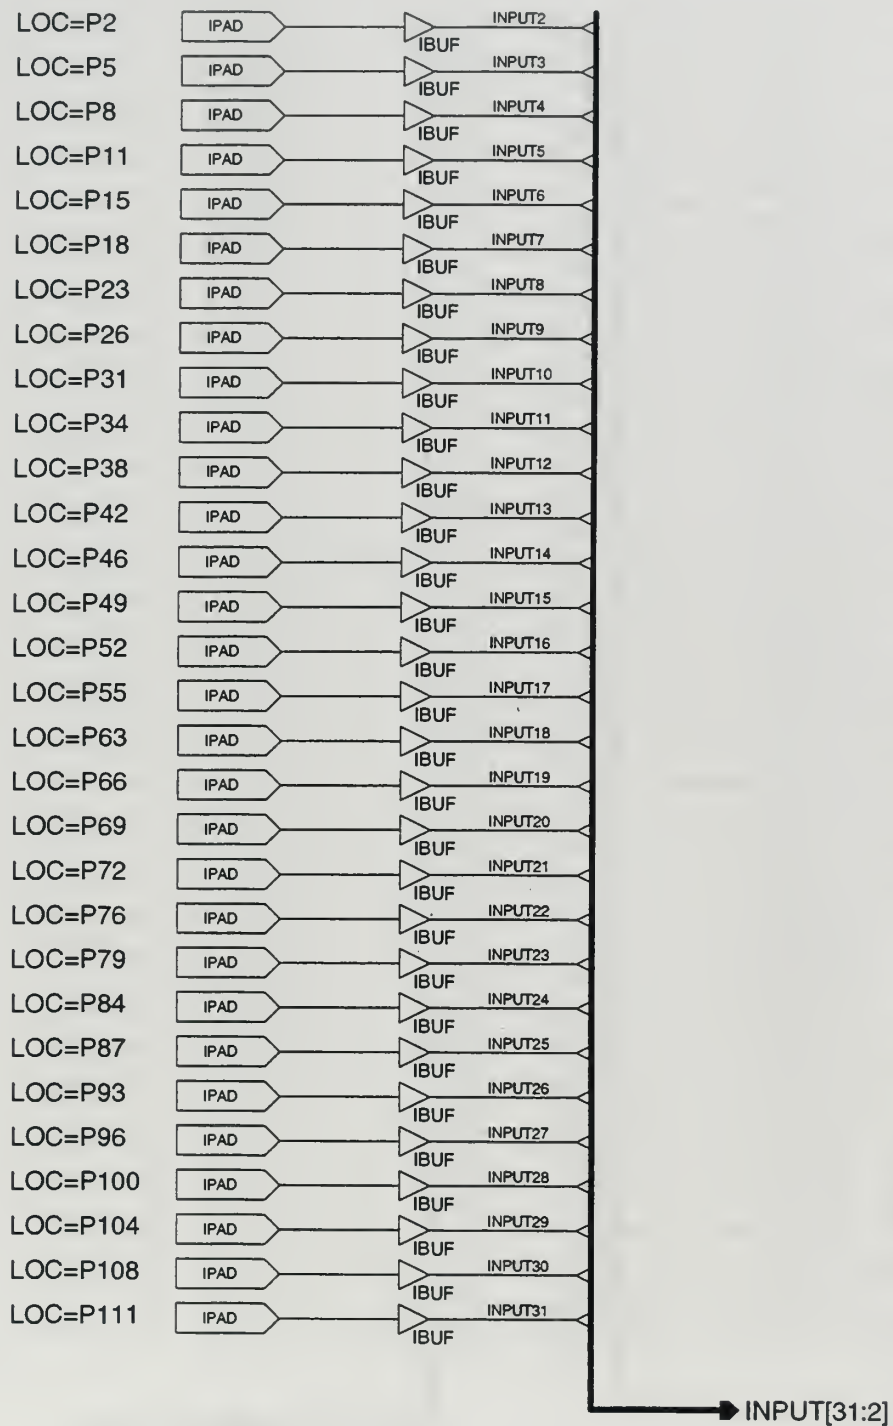 LOC=P2 IPAD IBUF INPUT2
LOC=P5 IPAD IBUF INPUT3
LOC=P8 IPAD IBUF INPUT4
LOC=P11 IPAD IBUF INPUT5
LOC=P15 IPAD IBUF INPUT6
LOC=P18 IPAD IBUF INPUT7
LOC=P23 IPAD IBUF INPUT8
LOC=P26 IPAD IBUF INPUT9
LOC=P31 IPAD IBUF INPUT10
LOC=P34 IPAD IBUF INPUT11
LOC=P38 IPAD IBUF INPUT12
LOC=P42 IPAD IBUF INPUT13
LOC=P46 IPAD IBUF INPUT14
LOC=P49 IPAD IBUF INPUT15
LOC=P52 IPAD IBUF INPUT16
LOC=P55 IPAD IBUF INPUT17
LOC=P63 IPAD IBUF INPUT18
LOC=P66 IPAD IBUF INPUT19
LOC=P69 IPAD IBUF INPUT20
LOC=P72 IPAD IBUF INPUT21
LOC=P76 IPAD IBUF INPUT22
LOC=P79 IPAD IBUF INPUT23
LOC=P84 IPAD IBUF INPUT24
LOC=P87 IPAD IBUF INPUT25
LOC=P93 IPAD IBUF INPUT26
LOC=P96 IPAD IBUF INPUT27
LOC=P100 IPAD IBUF INPUT28
LOC=P104 IPAD IBUF INPUT29
LOC=P108 IPAD IBUF INPUT30
LOC=P111 IPAD IBUF INPUT31
INPUT[31:2]